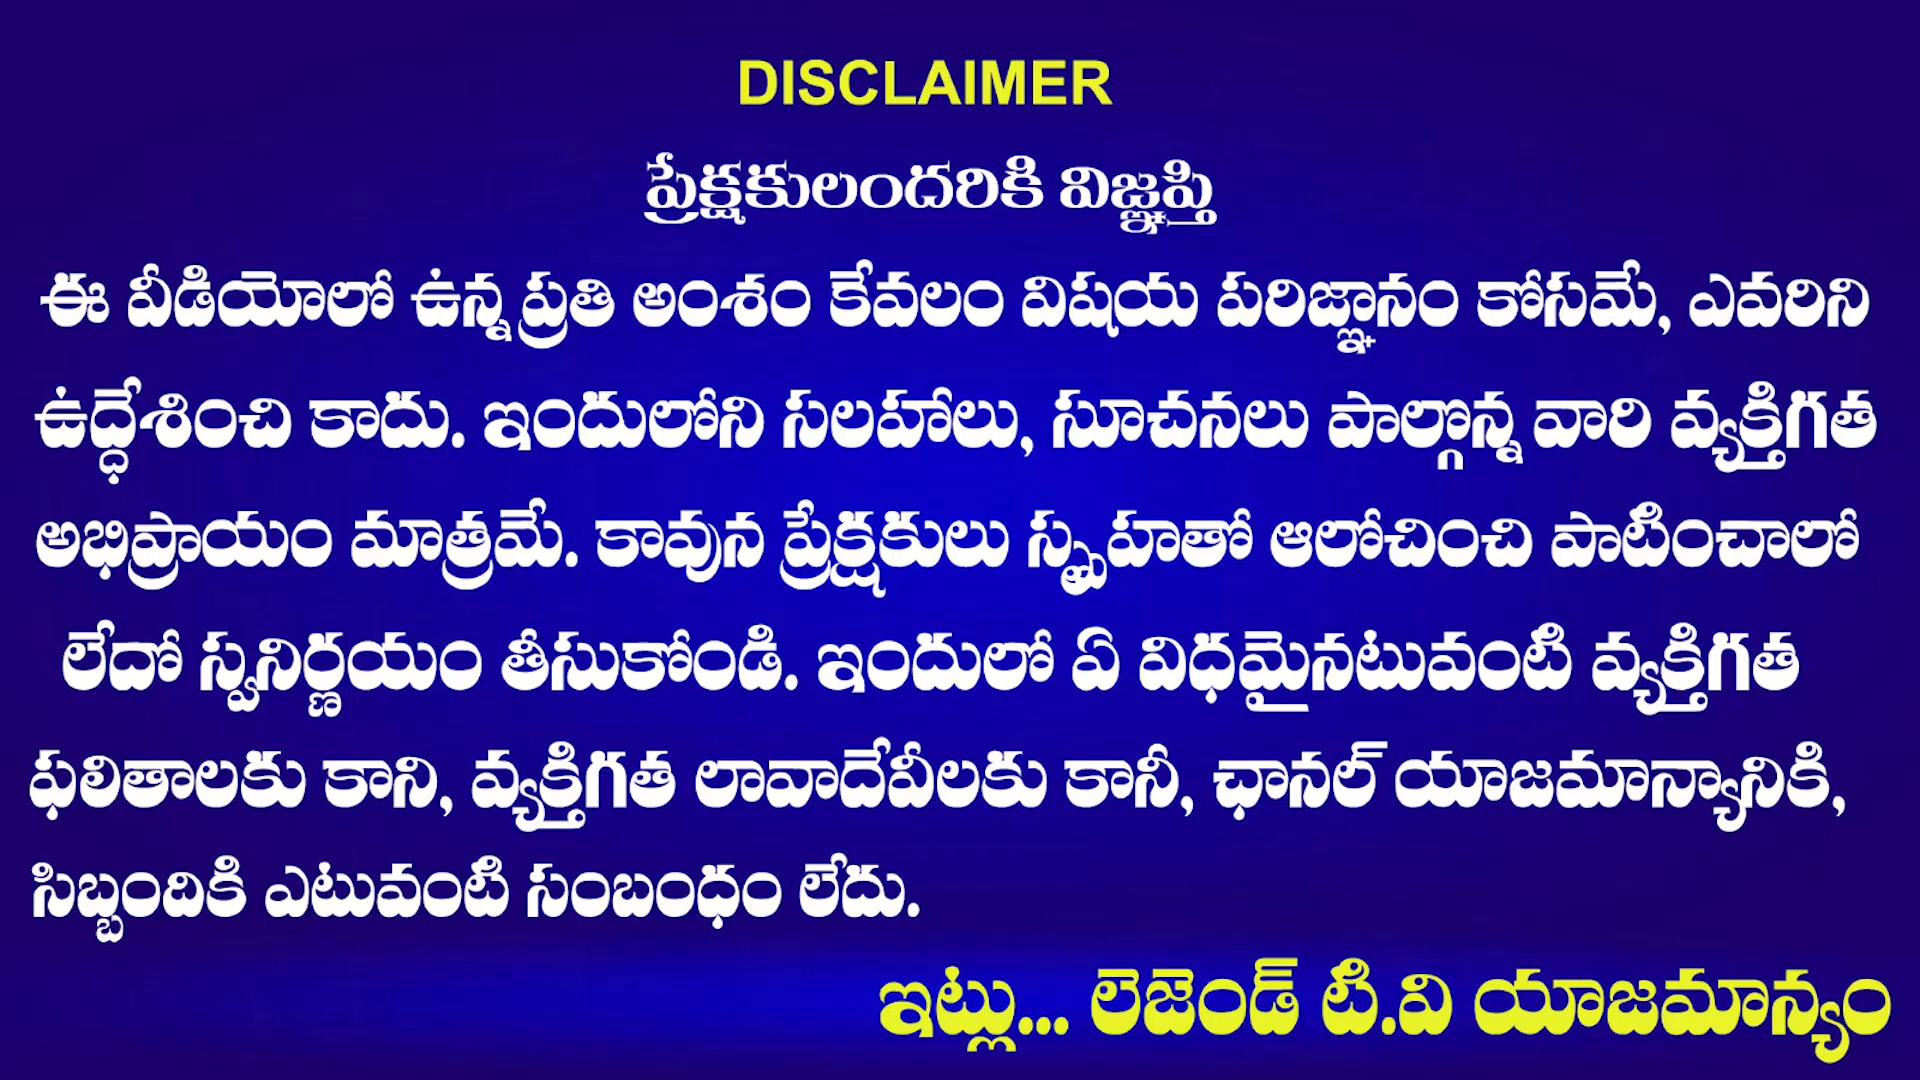 DISCLAIMER
ప్రేక్షకులందరికి విజ్ఞప్తి
ఈ వీడియోలో ఉన్న ప్రతి అంశం కేవలం విషయ పరిజ్ఞానం కోసమే, ఎవరిని
ఉద్ధేశించి కాదు. ఇందులోని సలహాలు, సూచనలు పాల్గొన్న వారి వ్యక్తిగత
అభిప్రాయం మాత్రమే. కావున ప్రేక్షకులు స్పృహతో ఆలోచించి పాటించాలో
లేదో స్వనిర్ణయం తీసుకోండి. ఇందులో ఏ విధమైనటువంటి వ్యక్తిగత
ఫలితాలకు కాని, వ్యక్తిగత లావాదేవీలకు కానీ, ఛానల్ యాజమాన్యానికి,
సిబ్బందికి ఎటువంటి సంబంధం లేదు.
ఇట్లు... లెజెండ్ టి.వి యాజమాన్యం